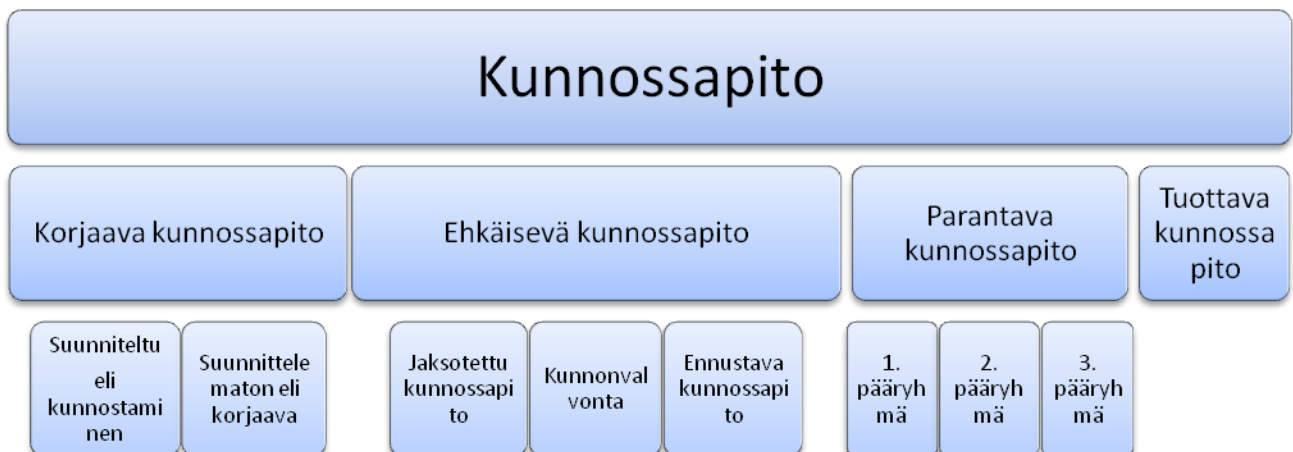 Kunnossapito
Korjaava kunnossapito
Ehkäisevä kunnossapito
Parantava
kunnossapito
Tuottava
kunnossa
pito
Suunniteltu
eli
kunnostami
nen
Suunnittele
maton eli
korjaava
Jaksotettu
kunnossapi
to
Kunnonval
vonta
Ennustava
kunnossapi
to
1.
pääryh
mä
2.
pääryh
mä
3.
pääryh
mä